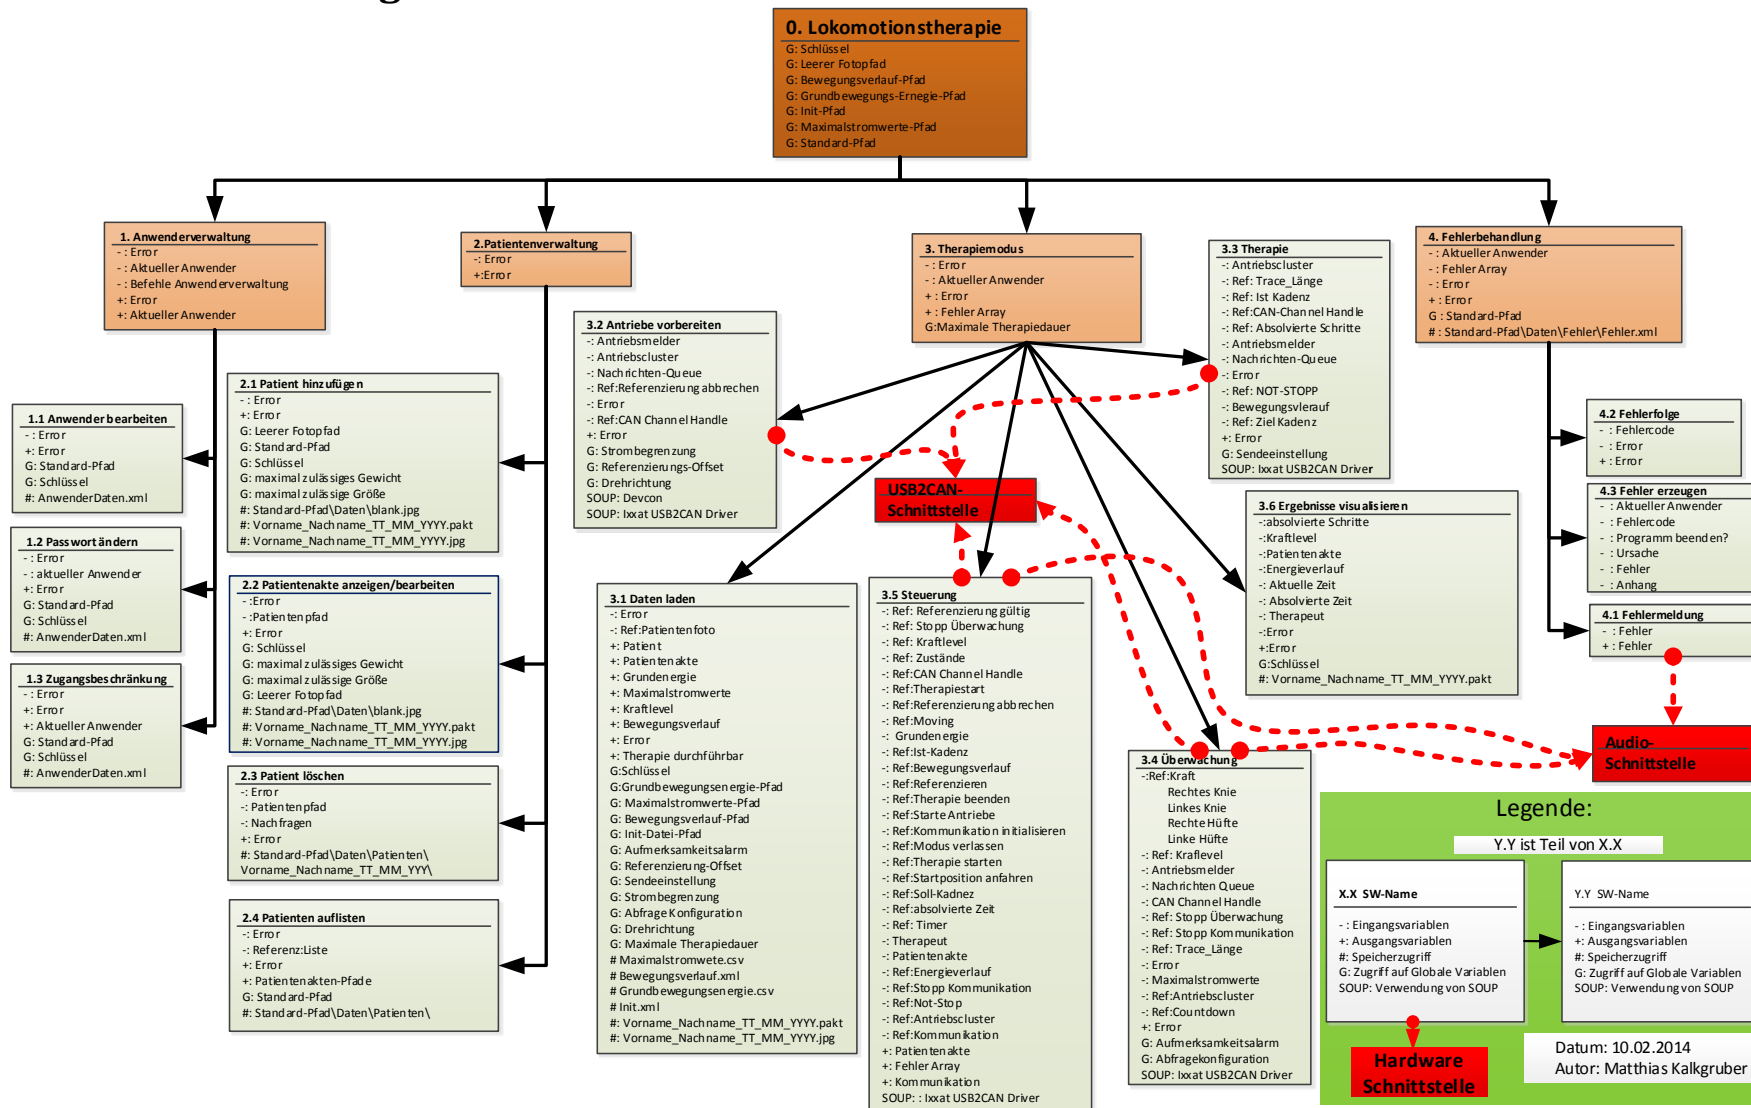 0. Lokomotionstherapie
G: Schlüssel
G: Leerer Fotopfad
G: Bewegungsverlauf-Pfad
G: Grundbewegungs-Ernegie-Pfad
G: Init-Pfad
G: Maximalstromwerte-Pfad
G: Standard-Pfad
1. Anwenderverwaltung
- : Error
- : Aktueller Anwender
- : Befehle Anwenderverwaltung
+: Error
+: Aktueller Anwender
2.Patientenverwaltung
-: Error
+:Error
3. Therapiemodus
- : Error
- : Aktueller Anwender
+ : Error
+ : Fehler Array
G:Maximale Therapiedauer
3.3 Therapie
-: Antriebscluster
-: Ref: Trace_Länge
-: Ref: Ist Kadenz
-: Ref:CAN-Channel Handle
-: Ref: Absolvierte Schritte
-: Antriebsmelder
-: Nachrichten-Queue
-: Error
-: Ref: NOT-STOPP
-: Bewegungsvlerauf
-: Ref: Ziel Kadenz
+: Error
G: Sendeeinstellung
SOUP: Ixxat USB2CAN Driver
4. Fehlerbehandlung
- : Aktueller Anwender
- : Fehler Array
- : Error
+ : Error
G : Standard-Pfad
# : Standard-Pfad\Daten\Fehler\Fehler.xml
3.2 Antriebe vorbereiten
-: Antriebsmelder
-: Antriebscluster
-: Nachrichten-Queue
-: Ref:Referenzierung abbrechen
-: Error
-: Ref:CAN Channel Handle
+: Error
G: Strombegrenzung
G: Referenzierungs-Offset
G: Drehrichtung
SOUP: Devcon
SOUP: Ixxat USB2CAN Driver
1.1 Anwender bearbeiten
- : Error
+: Error
G: Standard-Pfad
G: Schlüssel
#: AnwenderDaten.xml
2.1 Patient hinzufügen
- : Error
+: Error
G: Leerer Fotopfad
G: Standard-Pfad
G: Schlüssel
G: maximal zulässiges Gewicht
G: maximal zulässige Größe
#: Standard-Pfad\Daten\blank.jpg
#: Vorname_Nachname_TT_MM_YYYY.pakt
#: Vorname_Nachname_TT_MM_YYYY.jpg
4.2 Fehlerfolge
- : Fehlercode
- : Error
+ : Error
USB2CAN-
Schnittstelle
4.3 Fehler erzeugen
- : Aktueller Anwender
- : Fehlercode
- : Programm beenden?
- : Ursache
- : Fehler
- : Anhang
3.6 Ergebnisse visualisieren
-:absolvierte Schritte
-:Kraftlevel
-:Patientenakte
-:Energieverlauf
-: Aktuelle Zeit
-: Absolvierte Zeit
-: Therapeut
-:Error
+:Error
G:Schlüssel
#: Vorname_Nachname_TT_MM_YYYY.pakt
1.2 Passwort ändern
- : Error
- : aktueller Anwender
+: Error
G: Standard-Pfad
G: Schlüssel
#: AnwenderDaten.xml
2.2 Patientenakte anzeigen/bearbeiten
- :Error
- :Patientenpfad
+: Error
G: Schlüssel
G: maximal zulässiges Gewicht
G: maximal zulässige Größe
G: Leerer Fotopfad
#: Standard-Pfad\Daten\blank.jpg
#: Vorname_Nachname_TT_MM_YYYY.pakt
#: Vorname_Nachname_TT_MM_YYYY.jpg
3.1 Daten laden
-: Error
-: Ref:Patientenfoto
+: Patient
+: Patientenakte
+: Grundenergie
+: Maximalstromwerte
+: Kraftlevel
+: Bewegungsverlauf
+: Error
+: Therapie durchführbar
G:Schlüssel
G:Grundbewegungsenergie-Pfad
G: Maximalstromwerte-Pfad
G: Bewegungsverlauf-Pfad
G: Init-Datei-Pfad
G: Aufmerksamkeitsalarm
G: Referenzierung-Offset
G: Sendeeinstellung
G: Strombegrenzung
G: Abfrage Konfiguration
G: Drehrichtung
G: Maximale Therapiedauer
# Maximalstromwete.csv
# Bewegungsverlauf.xml
# Grundbewegungsenergie.csv
# Init.xml
#: Vorname_Nachname_TT_MM_YYYY.pakt
#: Vorname_Nachname_TT_MM_YYYY.jpg
3.5 Steuerung
-: Ref: Referenzierung gültig
-: Ref: Stopp Überwachung
-: Ref: Kraftlevel
-: Ref: Zustände
-: Ref:CAN Channel Handle
-: Ref:Therapiestart
-: Ref:Referenzierung abbrechen
-: Ref:Moving
-: Grundenergie
-: Ref:Ist-Kadenz
-: Ref:Bewegungsverlauf
-: Ref:Referenzieren
-: Ref:Therapie beenden
-: Ref:Starte Antriebe
-: Ref:Kommunikation initialisieren
-: Ref:Modus verlassen
-: Ref:Therapie starten
-: Ref:Startposition anfahren
-: Ref:Soll-Kadnez
-: Ref:absolvierte Zeit
-: Ref: Timer
-: Therapeut
-: Patientenakte
-: Ref:Energieverlauf
-: Ref:Stopp Kommunikation
-: Ref:Not-Stop
-: Ref:Antriebscluster
-: Ref:Kommunikation
+: Patientenakte
+: Fehler Array
+: Kommunikation
SOUP: : Ixxat USB2CAN Driver
4.1 Fehlermeldung
- : Fehler
+ : Fehler
1.3 Zugangsbeschränkung
- : Error
+: Error
+: Aktueller Anwender
G: Standard-Pfad
G: Schlüssel
#: AnwenderDaten.xml
Audio-
Schnittstelle
3.4 Überwachung
-:Ref:Kraft
Rechtes Knie
Linkes Knie
Rechte Hüfte
Linke Hüfte
-: Ref: Kraflevel
-: Antriebsmelder
-: Nachrichten Queue
-: CAN Channel Handle
-: Ref: Stopp Überwachung
-: Ref: Stopp Kommunikation
-: Ref: Trace_Länge
-: Error
-: Maximalstromwerte
-: Ref:Antriebscluster
-: Ref:Countdown
+: Error
G: Aufmerksamkeitsalarm
G: Abfragekonfiguration
SOUP: Ixxat USB2CAN Driver
2.3 Patient löschen
-: Error
-: Patientenpfad
-: Nachfragen
+: Error
#: Standard-Pfad\Daten\Patienten\
Vorname_Nachname_TT_MM_YYY\
2.4 Patienten auflisten
-: Error
-: Referenz:Liste
+: Error
+: Patientenakten-Pfade
G: Standard-Pfad
#: Standard-Pfad\Daten\Patienten\
Legende:
Y.Y ist Teil von X.X
X.X SW-Name
- : Eingangsvariablen
+: Ausgangsvariablen
#: Speicherzugriff
G: Zugriff auf Globale Variablen
SOUP: Verwendung von SOUP
Y.Y SW-Name
- : Eingangsvariablen
+: Ausgangsvariablen
#: Speicherzugriff
G: Zugriff auf Globale Variablen
SOUP: Verwendung von SOUP
Hardware
Schnittstelle
Datum: 10.02.2014
Autor: Matthias Kalkgruber